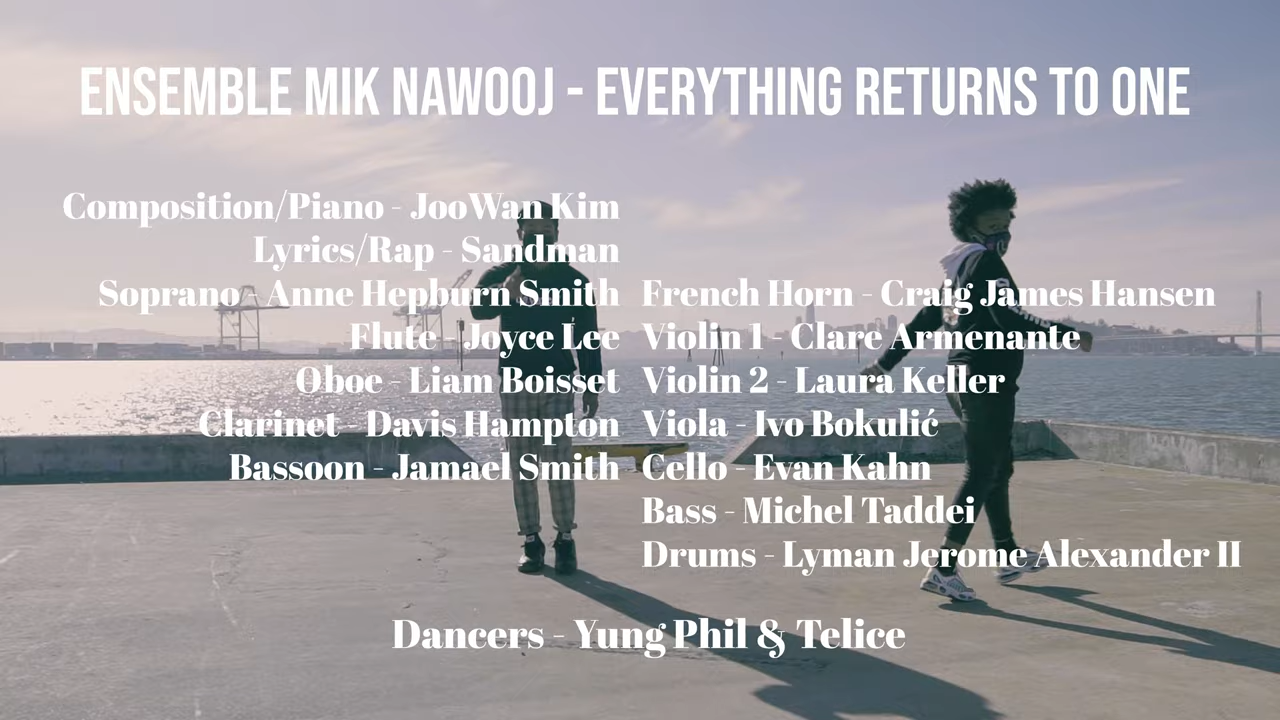 ENSEMBLE MIK NAWOOJ - EVERYTHING RETURNS TO ONE
Composition/Piano - JooWan Kim
Lyrics/Rap - Sandman
Soprano - Anne Hepburn Smith
Flute - Joyce Lee
Oboe - Liam Boisset
Clarinet - Davis Hampton
Bassoon - Jamael Smith
French Horn - Craig James Hansen
Violin 1 - Clare Armenante
Violin 2 - Laura Keller
Viola - Ivo Bokulić
Cello - Evan Kahn
Bass - Michel Taddei
Drums - Lyman Jerome Alexander II
Dancers - Yung Phil & Telice